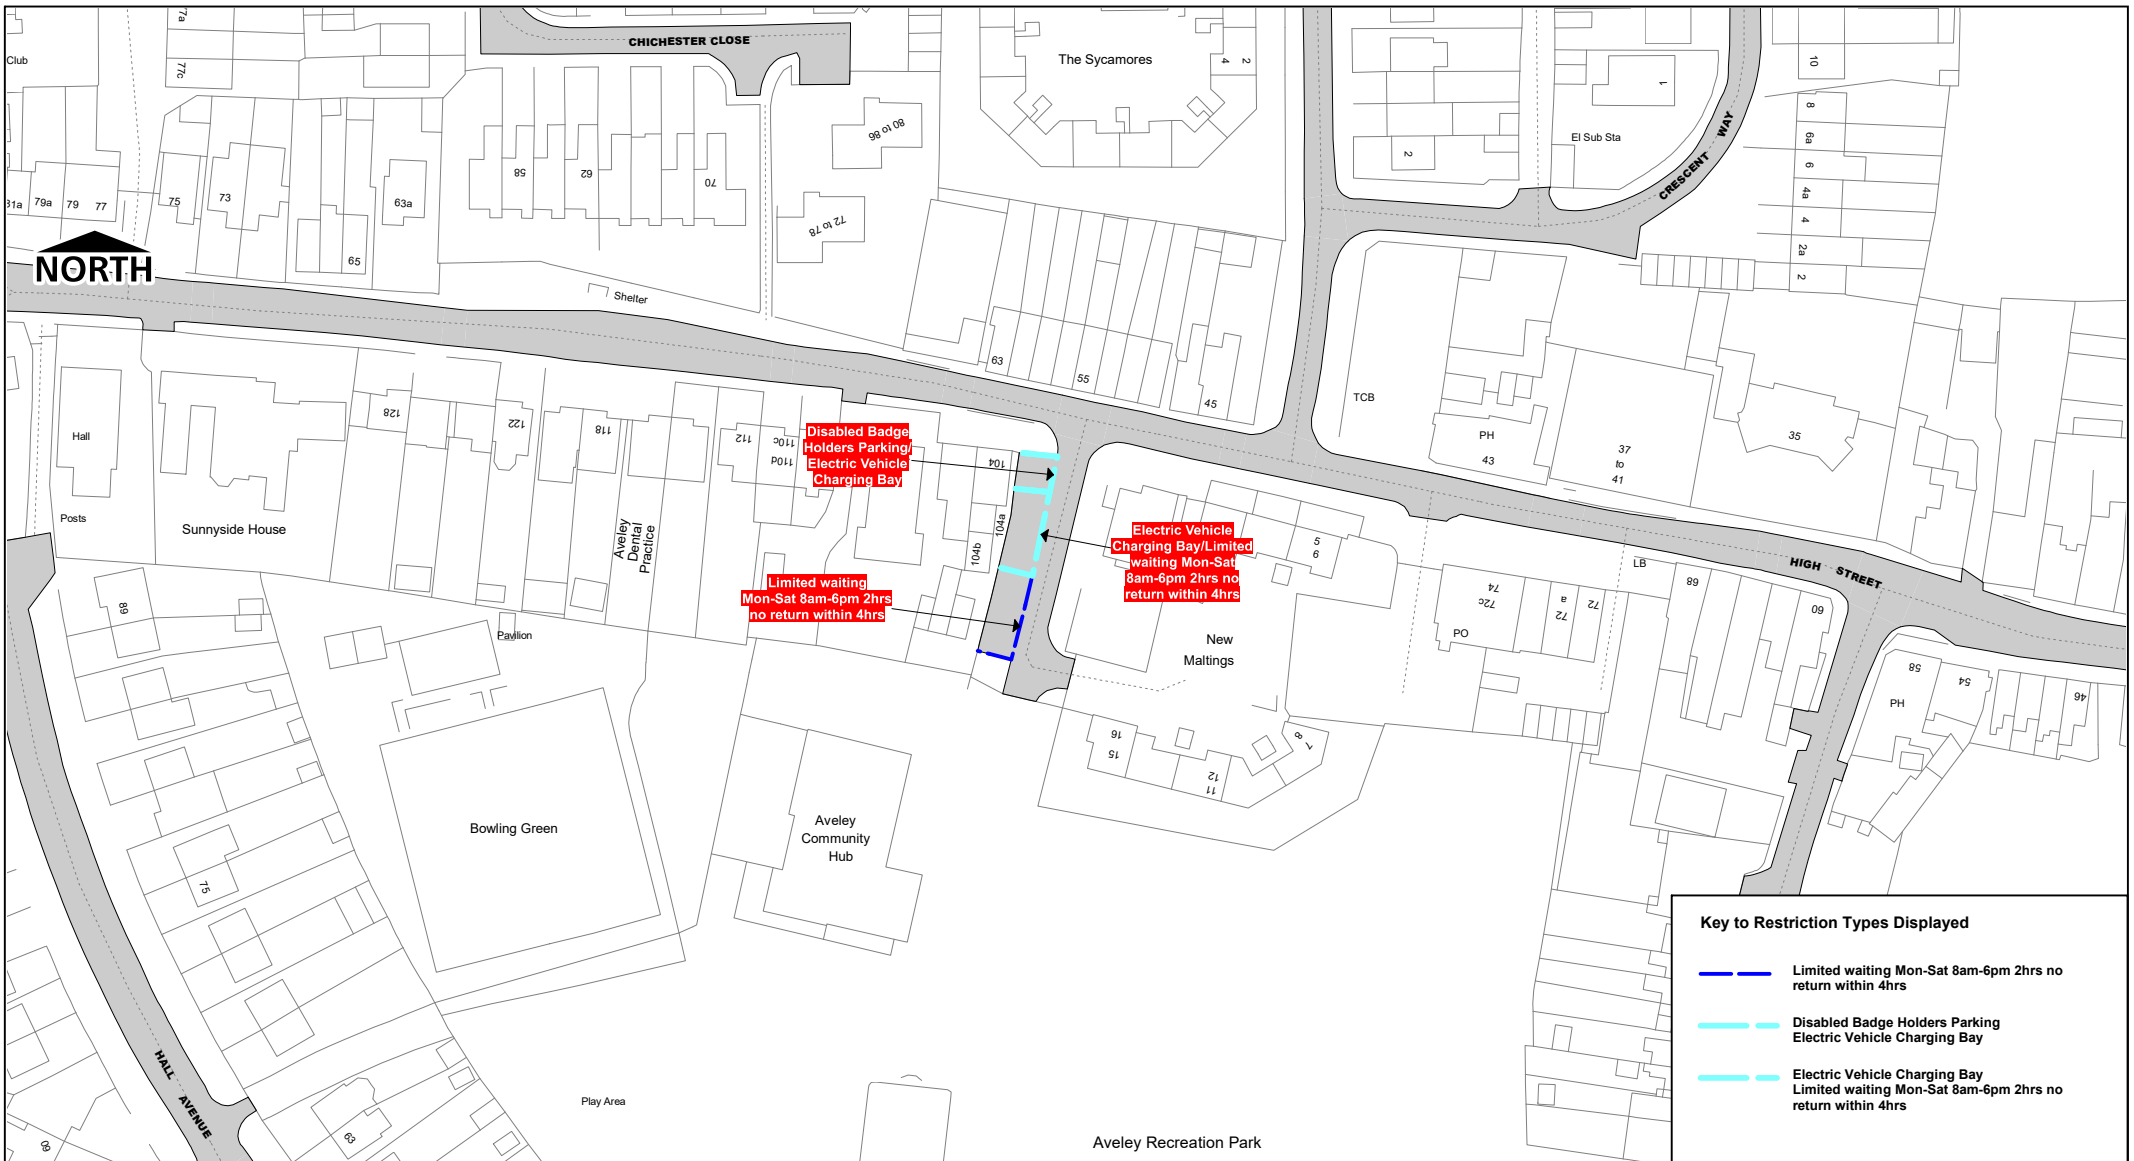 77a
Club
77c
CHICHESTER CLOSE
The Sycamores
4
2
1
10
El Sub Sta
CRESCENT WAY
8
6a
6
4a
4
2a
2
80 to 86
72 to 78
58
62
70
2
31a
79a
79
77
75
73
63a
65
NORTH
Shelter
63
55
45
TCB
PH
43
37
to
41
35
Hall
Posts
Sunnyside House
128
122
118
Aveley
Dental
Practice
112
110c
110d
Disabled Badge
Holders Parking/
Electric Vehicle
Charging Bay
104
104a
104b
Electric Vehicle
Charging Bay/Limited
waiting Mon-Sat
8am-6pm 2hrs no
return within 4hrs
Limited waiting
Mon-Sat 8am-6pm 2hrs
no return within 4hrs
5
6
New
Maltings
LB
HIGH STREET
74
72c
72
a
72
PO
68
60
58
54
46
PH
89
Pavilion
16
15
12
11
8
7
Bowling Green
Aveley
Community
Hub
75
HALL AVENUE
63
60
Play Area
Aveley Recreation Park
Key to Restriction Types Displayed
Limited waiting Mon-Sat 8am-6pm 2hrs no
return within 4hrs
Disabled Badge Holders Parking
Electric Vehicle Charging Bay
Electric Vehicle Charging Bay
Limited waiting Mon-Sat 8am-6pm 2hrs no
return within 4hrs